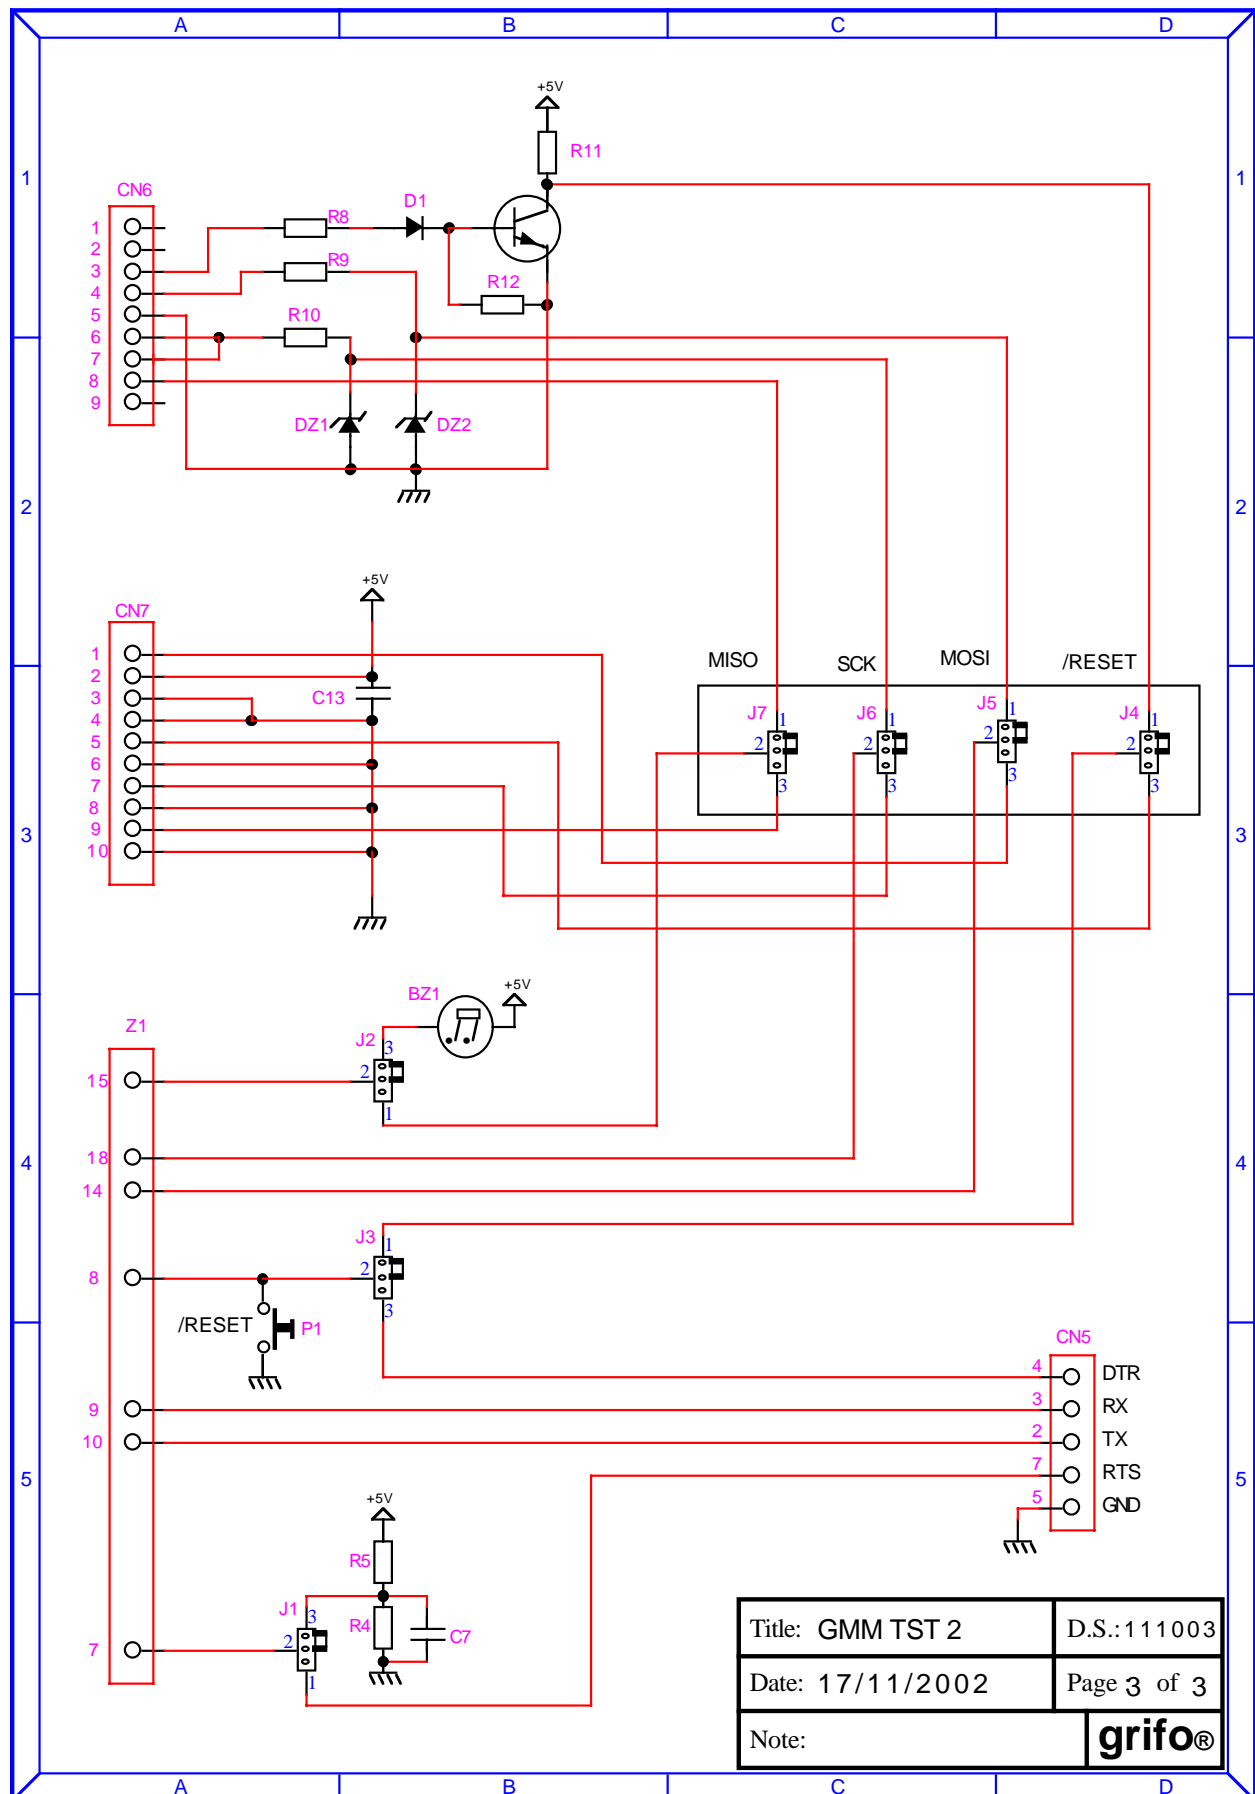 A B C D
+5V
R11
1 1
CN6
D1
1 R8
2
3 R9
R12
4
5 R10
6
7
8
9
DZ1 DZ2
2 2
+5V
CN7
1 MISO SCK MOSI /RESET
2
3 C13
4 J7 1 J6 1 J5 1 J4 1
5 2 2 2 2
6
7 3 3 3 3
8
9
10
3 3
BZ1 +5V
Z1
J2 3
15 2
1
18
4 4
14
J3 1
8 2
3
/RESET P1
CN5
4 DTR
9 3 RX
10 2 TX
7 RTS
5 5
+5V 5 GND
R5
J1 3 R4 C7
7 2
1
Title: GMM TST 2 D.S.:111003
Date: 17/11/2002 Page 3 of 3
Note: grifo®
A B C D